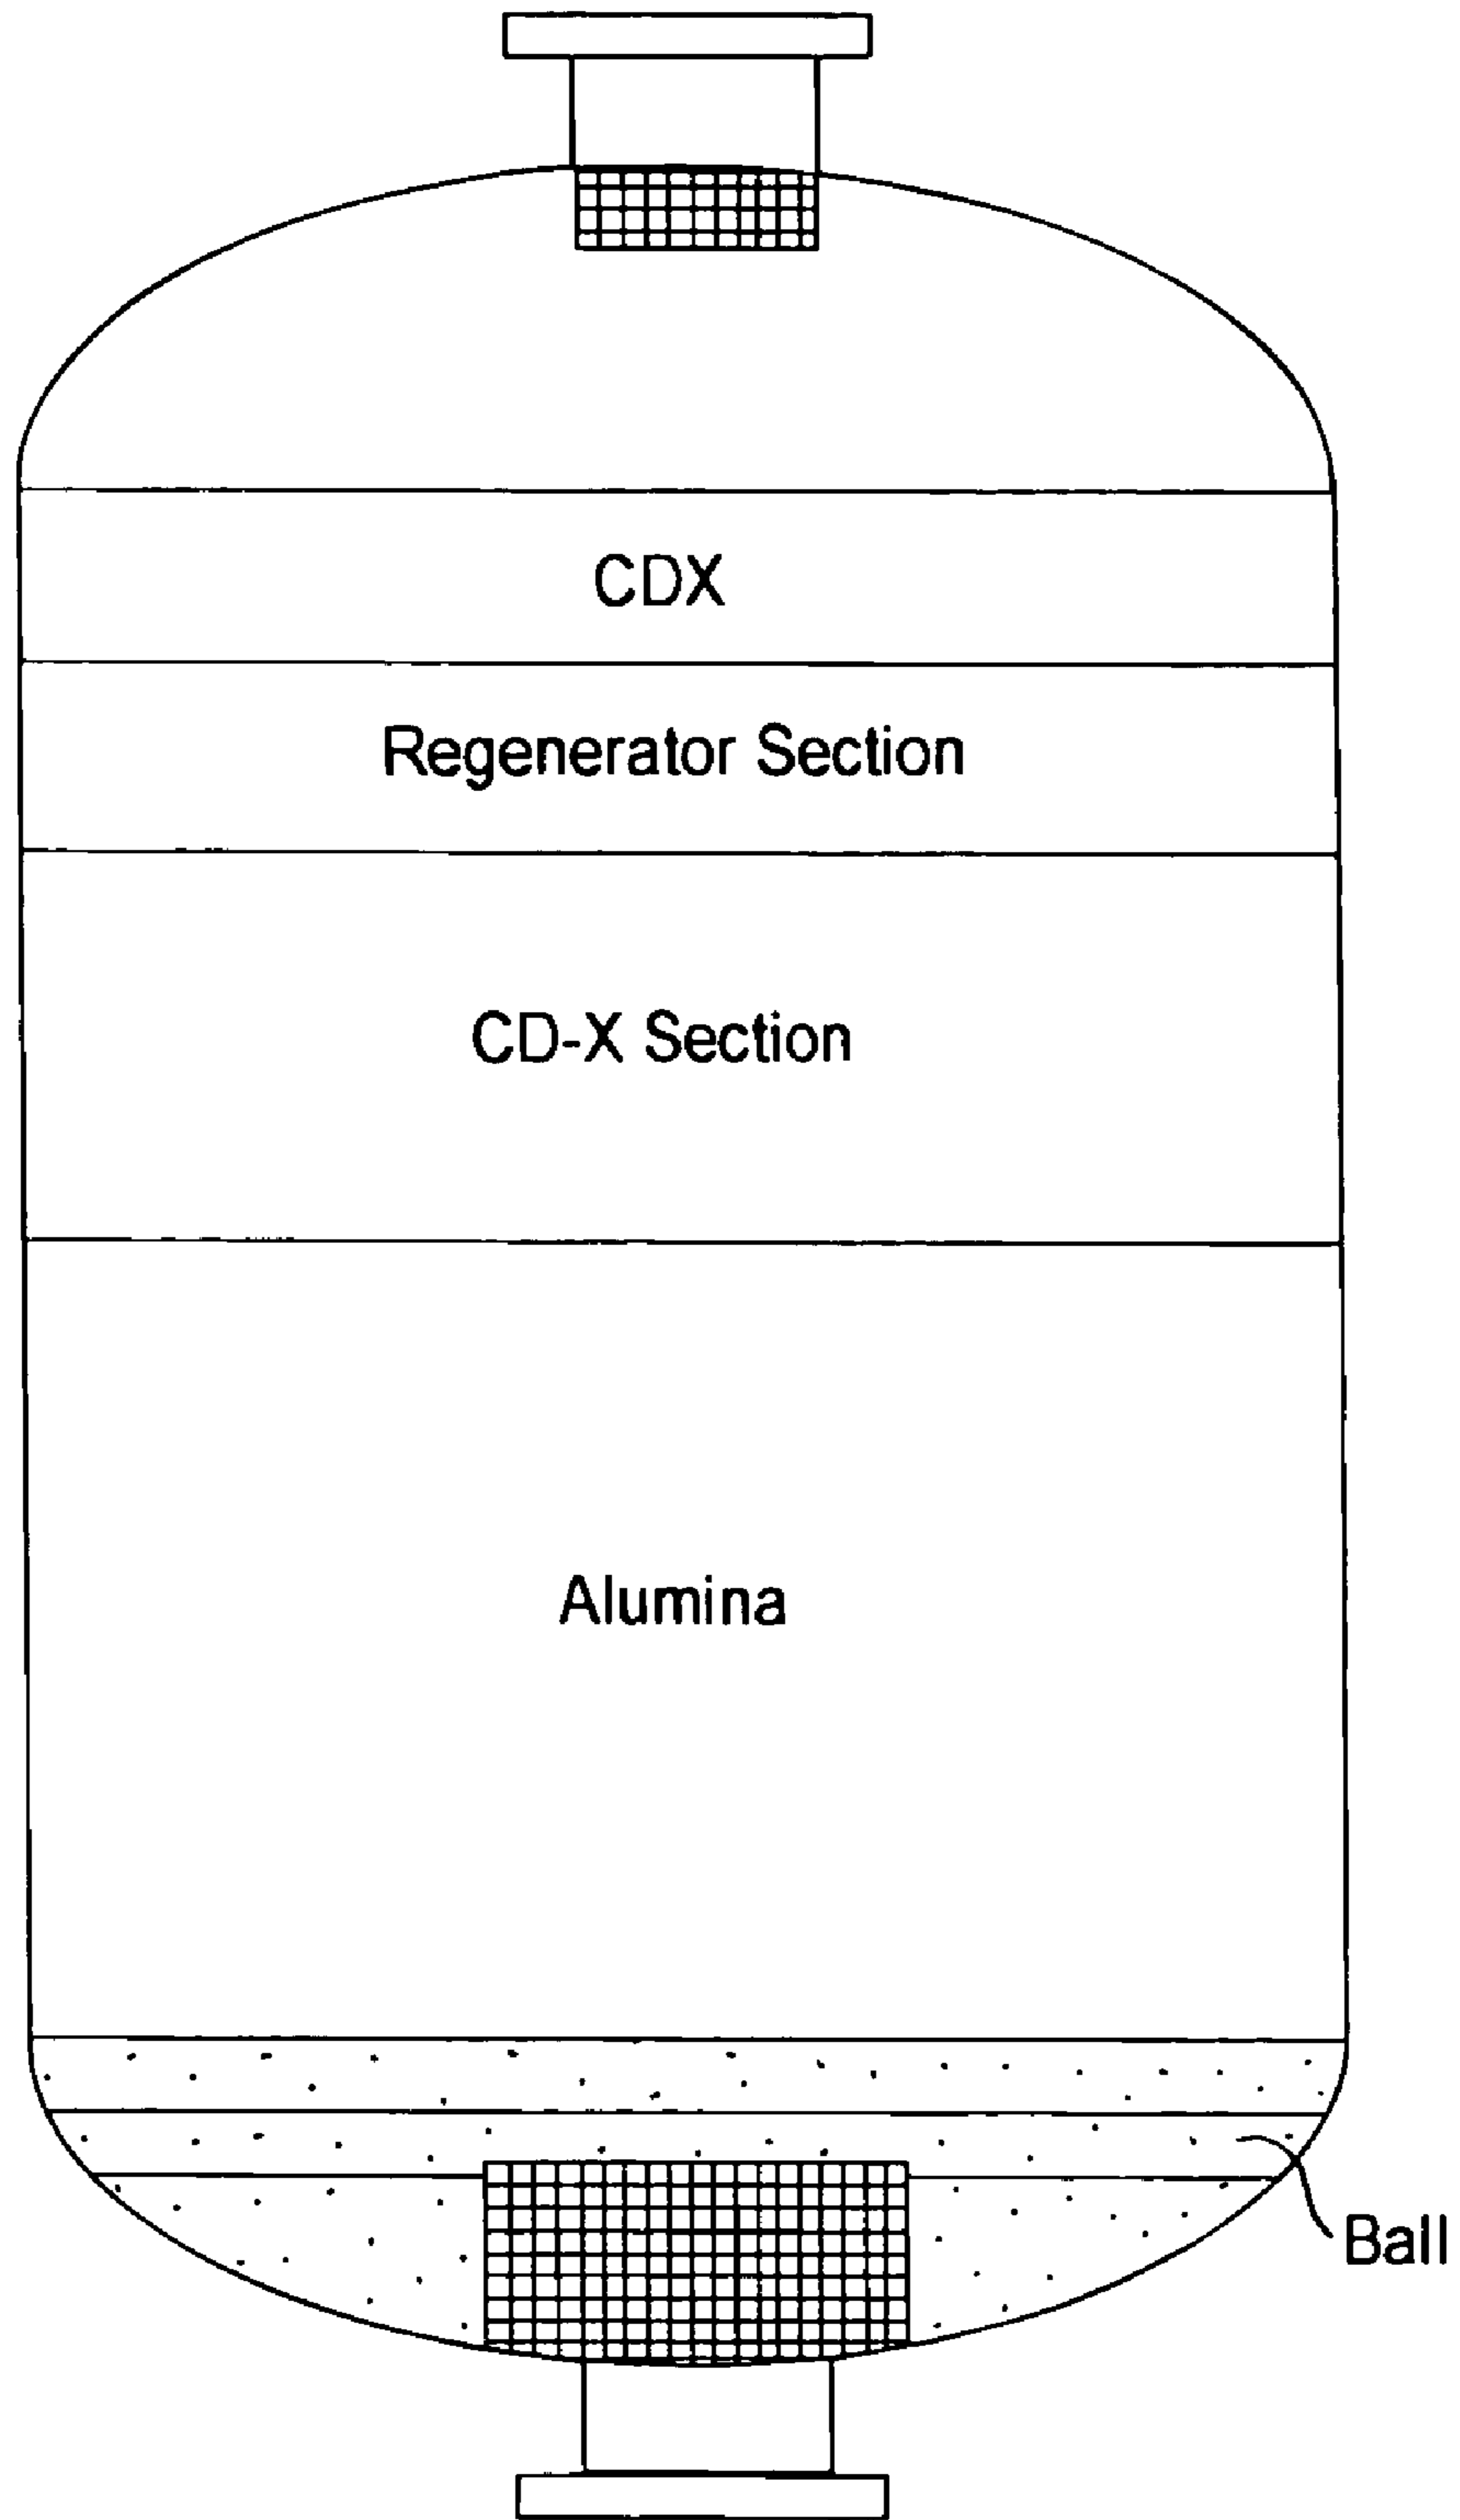 CDX
Regenerator Section
CD-X Section
Alumina
Ball